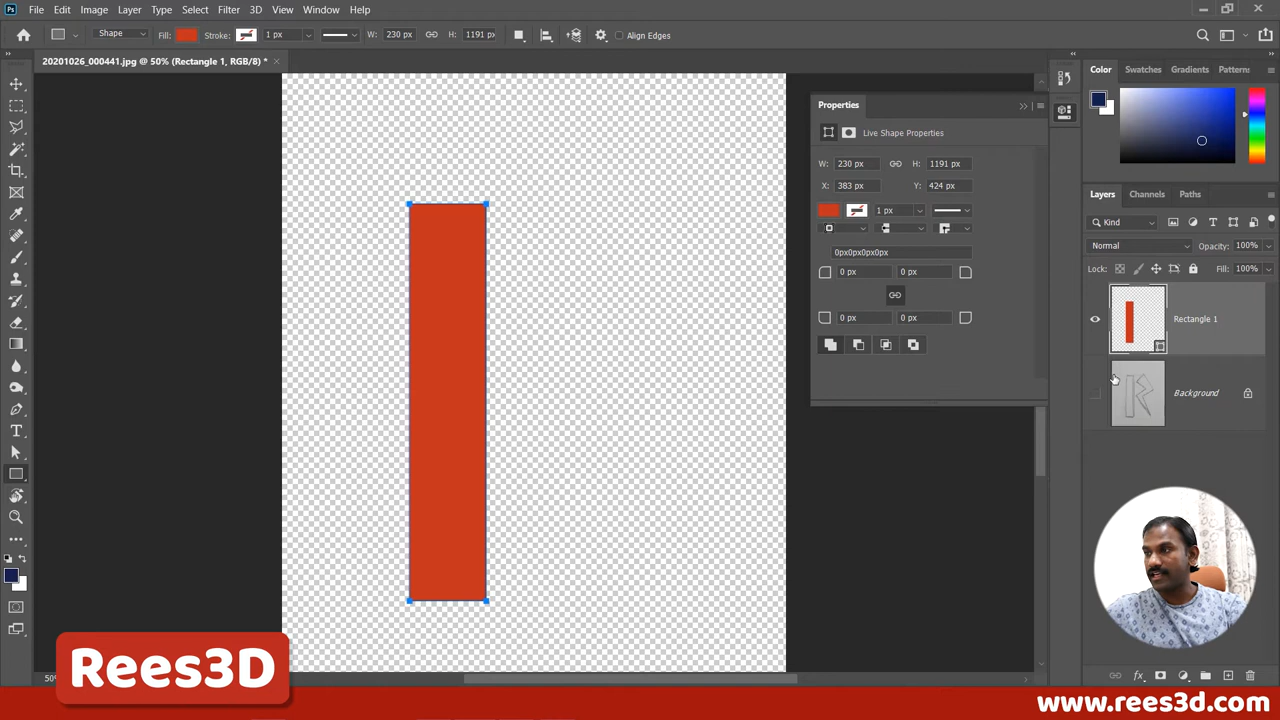 Ps File Edit Image Layer Type Select Filter 3D View Window Help
Shape Fill: Stroke: 1 px W: 230 px H: 1191 px Align Edges
20201026_000441.jpg @ 50% (Rectangle 1, RGB/8) *
Color Swatches Gradients Patterns
Properties
Live Shape Properties
W: 230 px H: 1191 px
X: 383 px Y: 424 px
1 px
0px0px0px0px
0 px 0 px
0 px 0 px
Layers Channels Paths
Kind
Normal Opacity: 100%
Lock: Fill: 100%
Rectangle 1
Background
Rees3D
www.rees3d.com